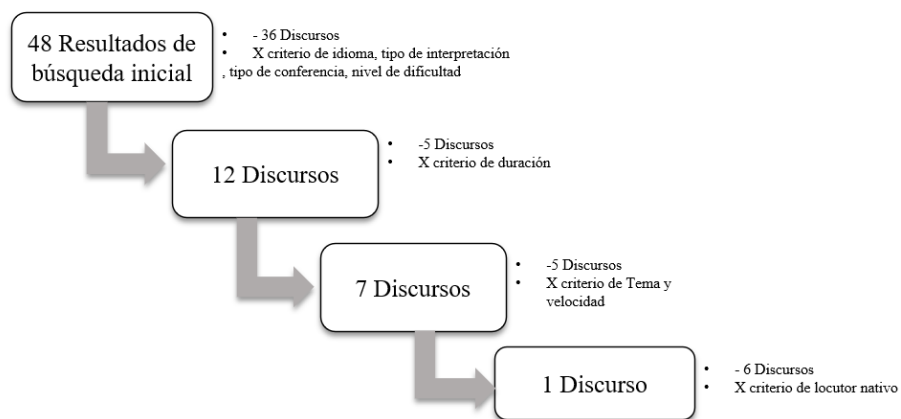 48 Resultados de
búsqueda inicial
• - 36 Discursos
• X criterio de idioma, tipo de interpretación
, tipo de conferencia, nivel de dificultad
12 Discursos
• -5 Discursos
• X criterio de duración
7 Discursos
• -5 Discursos
• X criterio de Tema y
velocidad
1 Discurso
• - 6 Discursos
• X criterio de locutor nativo